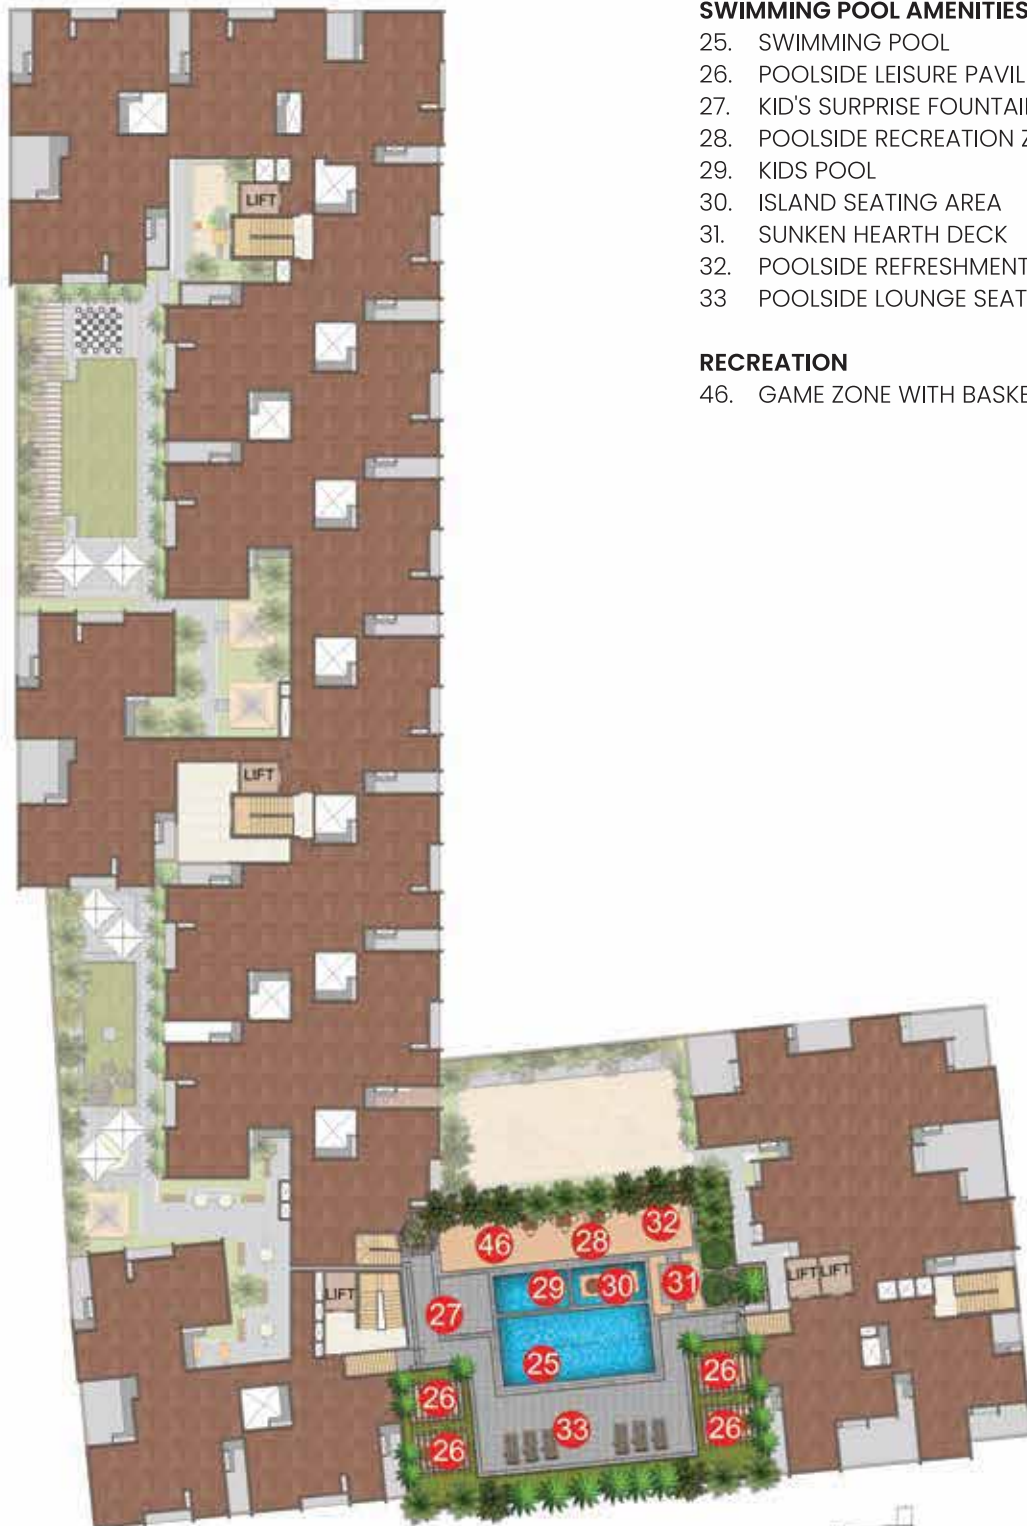 SWIMMING POOL AMENITIES
25. SWIMMING POOL
26. POOLSIDE LEISURE PAVIL
27. KID'S SURPRISE FOUNTAI
28. POOLSIDE RECREATION
29. KIDS POOL
30. ISLAND SEATING AREA
31. SUNKEN HEARTH DECK
32. POOLSIDE REFRESHMENT
33 POOLSIDE LOUNGE SEAT
RECREATION
46. GAME ZONE WITH BASKE
LIFT
LIFT
32
46 28
29 30 31
LIFT LIFT
LIFT
27
25
26 26
33
26 26